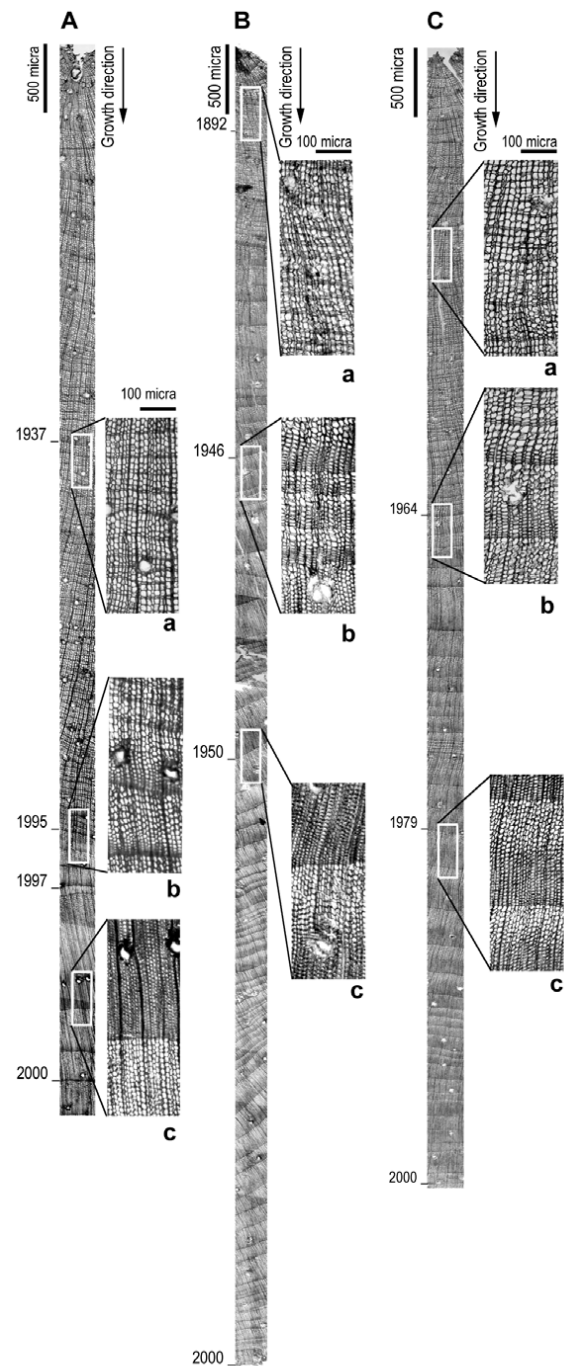 A
500 micra
Growth direction
1937
100 micra
a
1995
b
1997
2000
c
B
500 micra
Growth direction
1892
100 micra
a
1946
b
1950
c
2000
C
500 micra
Growth direction
100 micra
a
1964
b
1979
c
2000